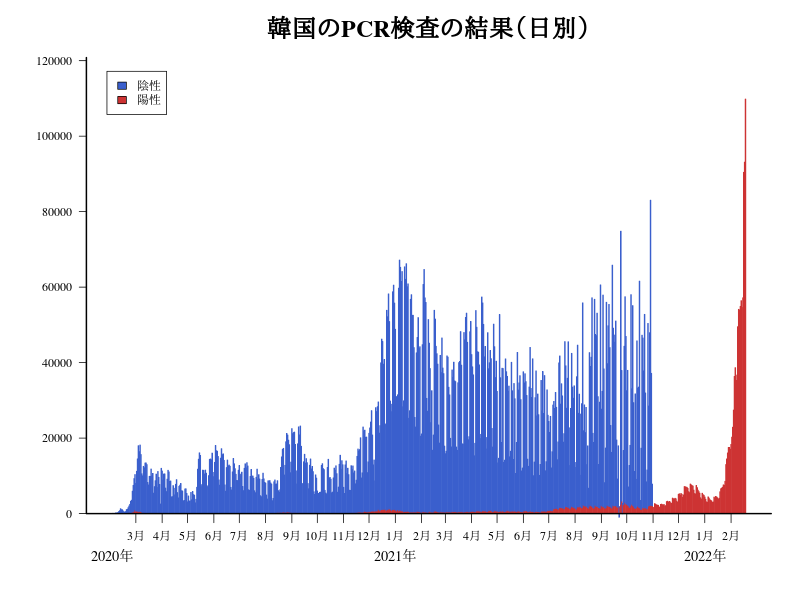 韓国のPCR検査の結果（日別）
120000
100000
80000
60000
40000
20000
0
陰性
陽性
3月 4月 5月 6月 7月 8月 9月 10月 11月 12月 1月 2月 3月 4月 5月 6月 7月 8月 9月 10月 11月 12月 1月 2月
2020年 2021年 2022年